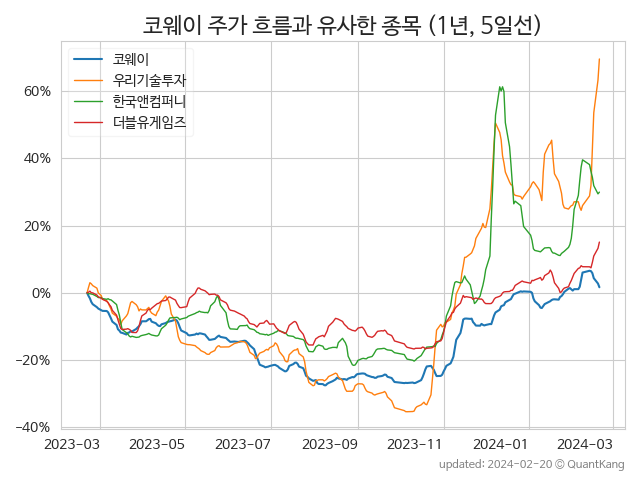 코웨이 주가 흐름과 유사한 종목 (1년, 5일선)
코웨이
우리기술투자
한국앤컴퍼니
더블유게임즈
60%
40%
20%
0%
−20%
−40%
2023-03 2023-05 2023-07 2023-09 2023-11 2024-01 2024-03
updated: 2024-02-20 © QuantKang